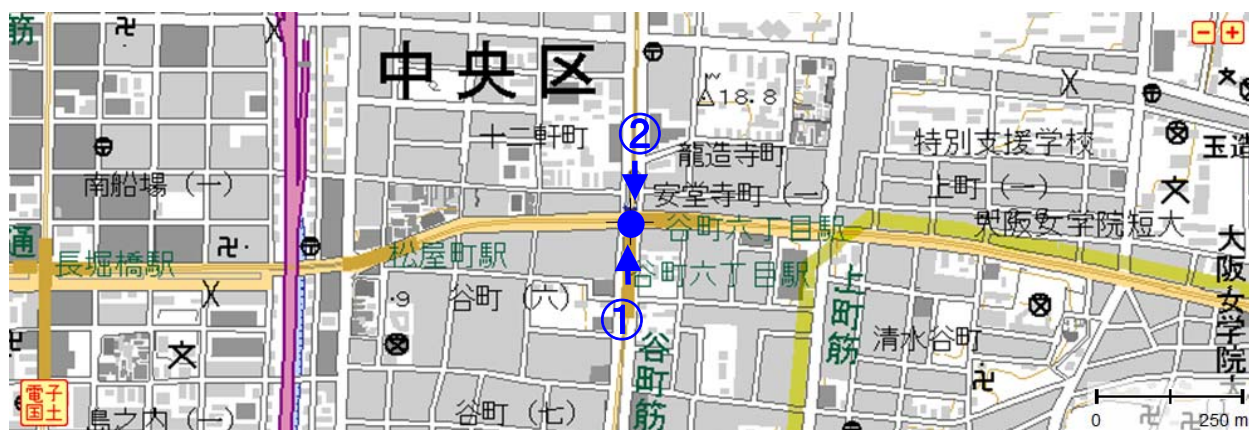 筋
中央区
18.8
②
十二軒町
龍造寺町
特別支援学校
玉造
南船場（一）
安堂寺町（一）
上町（一）
大阪女学院短大
谷町六丁目駅
通
長堀橋駅
松屋町駅
谷町六丁目駅
谷町（六）
・9
①
上町筋
清水谷町
大阪女学院
谷町筋
電子
国土
島之内（一）
谷町（七）
0
250 m